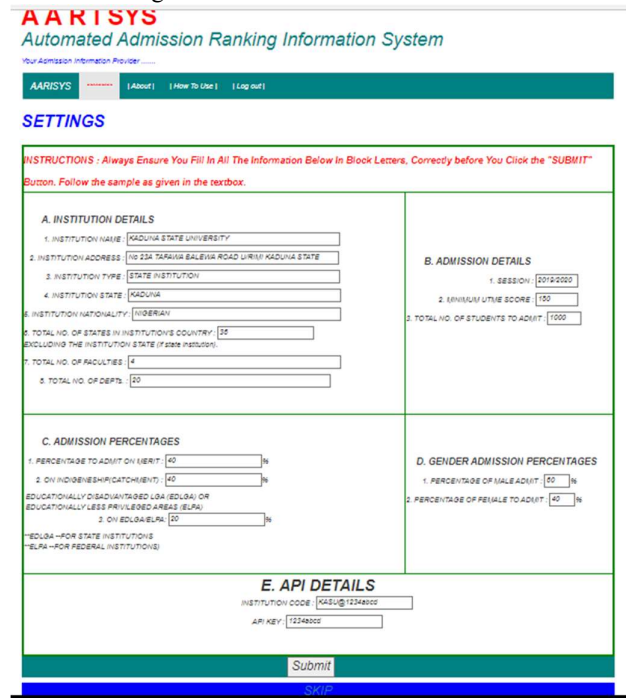 AARISYS
Automated Admission Ranking Information System
Your Admission Information Provider .......
AARISYS -------- | About | | How To Use | | Log out |
SETTINGS
INSTRUCTIONS : Always Ensure You Fill In All The Information Below In Block Letters, Correctly before You Click the "SUBMIT"
Button. Follow the sample as given in the textbox.
A. INSTITUTION DETAILS
1. INSTITUTION NAME : KADUNA STATE UNIVERSITY
2. INSTITUTION ADDRESS : No 23A TAFAWA BALEWA ROAD U/RIMI KADUNA STATE
3. INSTITUTION TYPE : STATE INSTITUTION
4. INSTITUTION STATE : KADUNA
5. INSTITUTION NATIONALITY : NIGERIAN
6. TOTAL NO. OF STATES IN INSTITUTION'S COUNTRY : 36
EXCLUDING THE INSTITUTION STATE (if state institution).
7. TOTAL NO. OF FACULTIES : 4
8. TOTAL NO. OF DEPTs. : 20
B. ADMISSION DETAILS
1. SESSION : 2019/2020
2. MINIMUM UTME SCORE : 180
3. TOTAL NO. OF STUDENTS TO ADMIT : 1000
C. ADMISSION PERCENTAGES
1. PERCENTAGE TO ADMIT ON MERIT : 40 %
2. ON INDIGENESHIP(CATCHMENT) : 40 %
EDUCATIONALLY DISADVANTAGED LGA (EDLGA) OR
EDUCATIONALLY LESS PRIVILEGED AREAS (ELPA)
3. ON EDLGA/ELPA: 20 %
**EDLGA --FOR STATE INSTITUTIONS
**ELPA --FOR FEDERAL INSTITUTIONS)
D. GENDER ADMISSION PERCENTAGES
1. PERCENTAGE OF MALE ADMIT : 60 %
2. PERCENTAGE OF FEMALE TO ADMIT : 40 %
E. API DETAILS
INSTITUTION CODE : KASU@1234abcd
API KEY : 1234abcd
Submit
SKIP